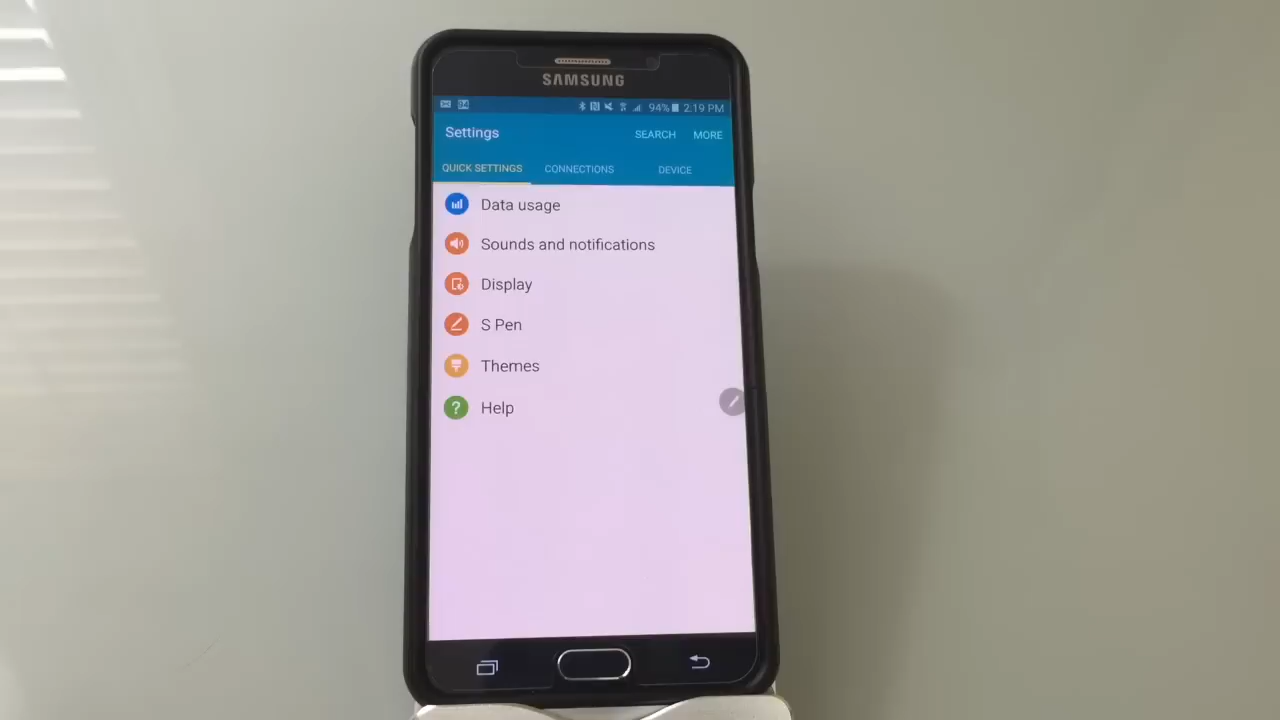 SAMSUNG
94% 2:19 PM
Settings SEARCH MORE
QUICK SETTINGS CONNECTIONS DEVICE
Data usage
Sounds and notifications
Display
S Pen
Themes
? Help